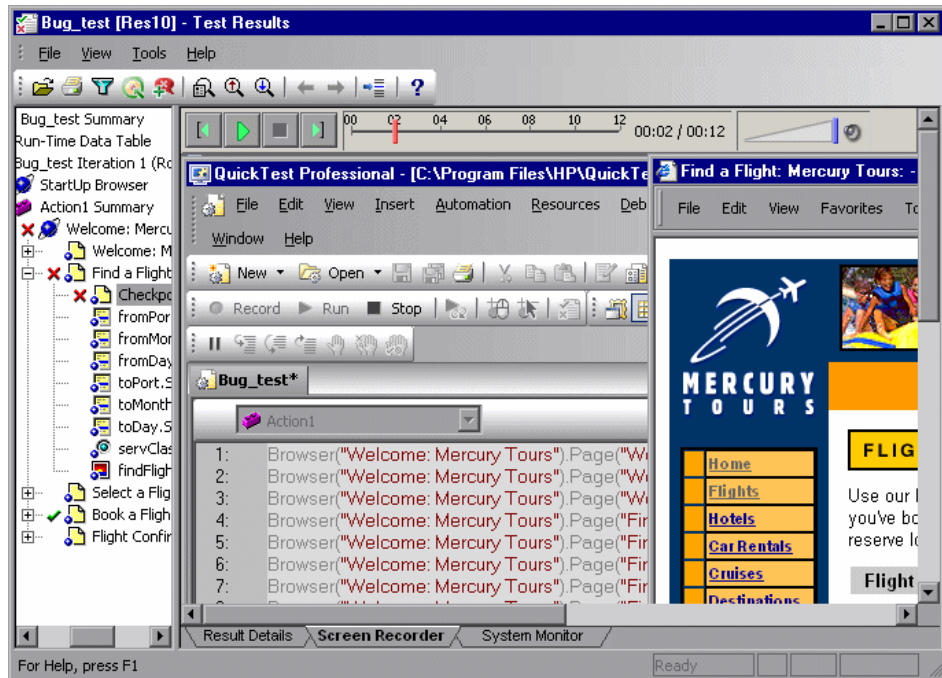 Bug_test [Res10] - Test Results
File View Tools Help
Bug_test Summary
Run-Time Data Table
Bug_test Iteration 1 (Ro
StartUp Browser
Action1 Summary
Welcome: Mercu
Welcome: M
Find a Flight
Checkpo
fromPor
fromMor
fromDay
toPort.S
toMonth
toDay.S
servClas
findFligh
Select a Flig
Book a Fligh
Flight Confir
00 02 04 06 08 10 12
00:02 / 00:12
QuickTest Professional - [C:\Program Files\HP\QuickTe
File Edit View Insert Automation Resources Deb
Window Help
New Open
Record Run Stop
Bug_test*
Action1
1: Browser("Welcome: Mercury Tours").Page("We
2: Browser("Welcome: Mercury Tours").Page("We
3: Browser("Welcome: Mercury Tours").Page("We
4: Browser("Welcome: Mercury Tours").Page("Fir
5: Browser("Welcome: Mercury Tours").Page("Fir
6: Browser("Welcome: Mercury Tours").Page("Fir
7: Browser("Welcome: Mercury Tours").Page("Fir
Find a Flight: Mercury Tours: -
File Edit View Favorites To
MERCURY
TOURS
Home
Flights
Hotels
Car Rentals
Cruises
Destinations
FLIG
Use our
you've bo
reserve lo
Flight
Result Details Screen Recorder System Monitor
For Help, press F1
Ready